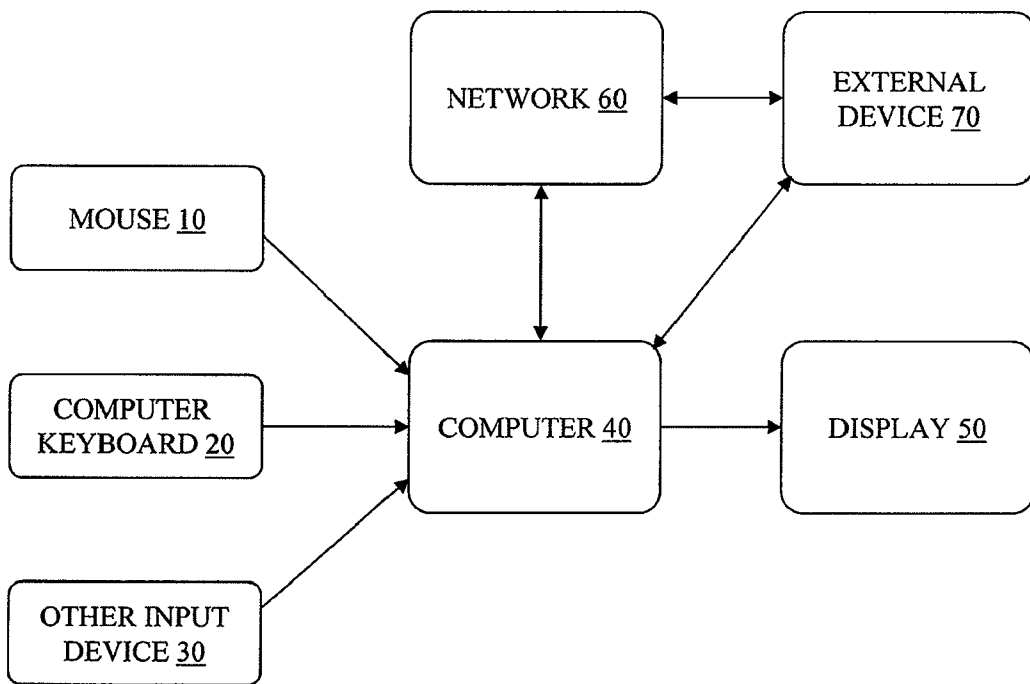 NETWORK 60
EXTERNAL
DEVICE 70
MOUSE 10
COMPUTER
KEYBOARD 20
COMPUTER 40
DISPLAY 50
OTHER INPUT
DEVICE 30